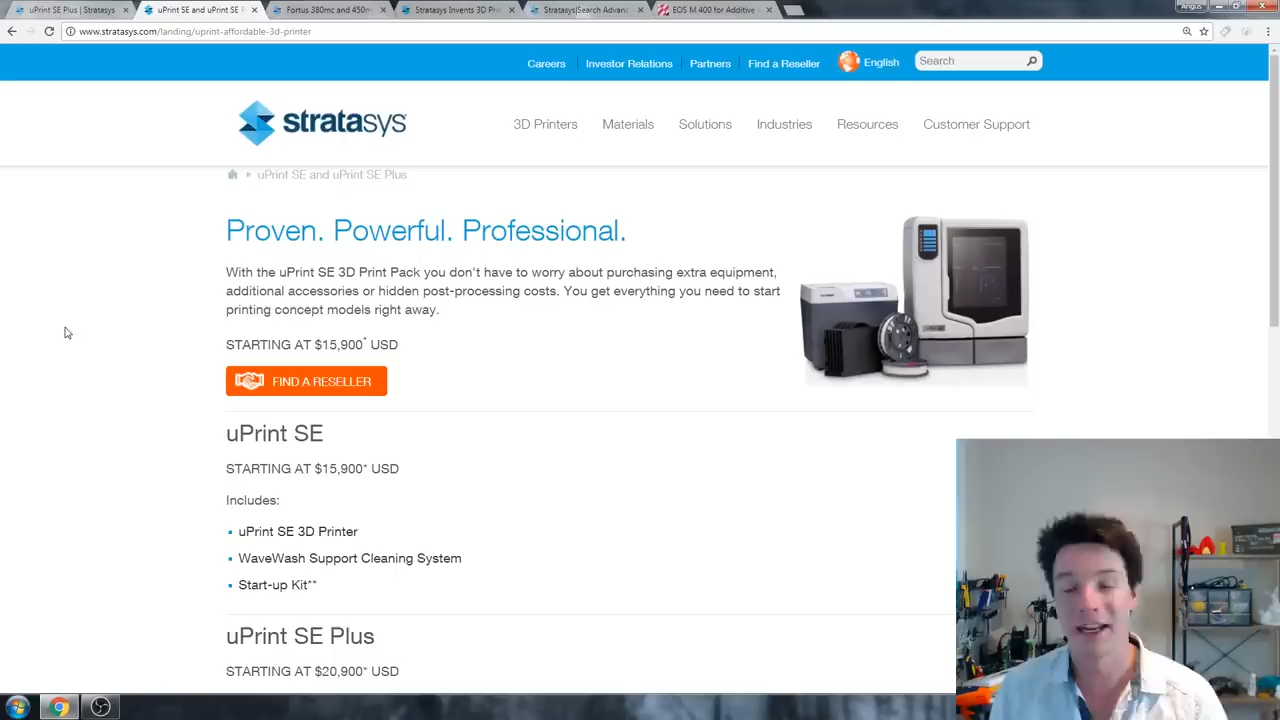 uPrint SE Plus | Stratasys
uPrint SE and uPrint SE P
Fortus 380mc and 450m
Stratasys Invents 3D Pri
Stratasys|Search Advanc
EOS M 400 for Additive
Angus
www.stratasys.com/landing/uprint-affordable-3d-printer
Careers
Investor Relations
Partners
Find a Reseller
English
Search
stratasys
3D Printers
Materials
Solutions
Industries
Resources
Customer Support
uPrint SE and uPrint SE Plus
Proven. Powerful. Professional.
With the uPrint SE 3D Print Pack you don't have to worry about purchasing extra equipment,
additional accessories or hidden post-processing costs. You get everything you need to start
printing concept models right away.
STARTING AT $15,900* USD
FIND A RESELLER
uPrint SE
STARTING AT $15,900* USD
Includes:
uPrint SE 3D Printer
WaveWash Support Cleaning System
Start-up Kit**
uPrint SE Plus
STARTING AT $20,900* USD